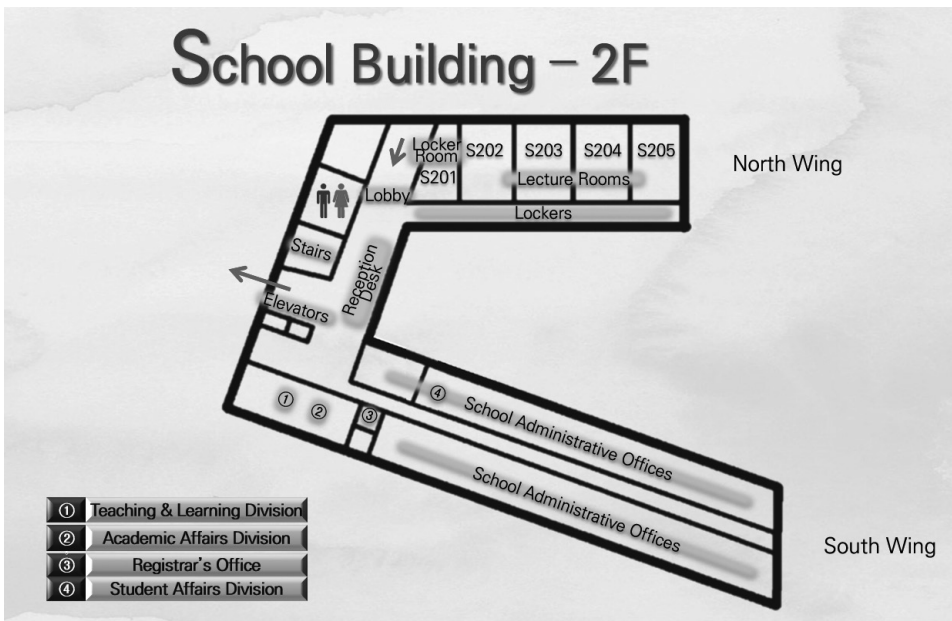 School Building – 2F
Locker
Room
S201
S202
S203
S204
S205
Lecture Rooms
Lockers
North Wing
Lobby
Stairs
Reception
Desk
Elevators
① ②
③
④ School Administrative Offices
School Administrative Offices
South Wing
① Teaching & Learning Division
② Academic Affairs Division
③ Registrar's Office
④ Student Affairs Division